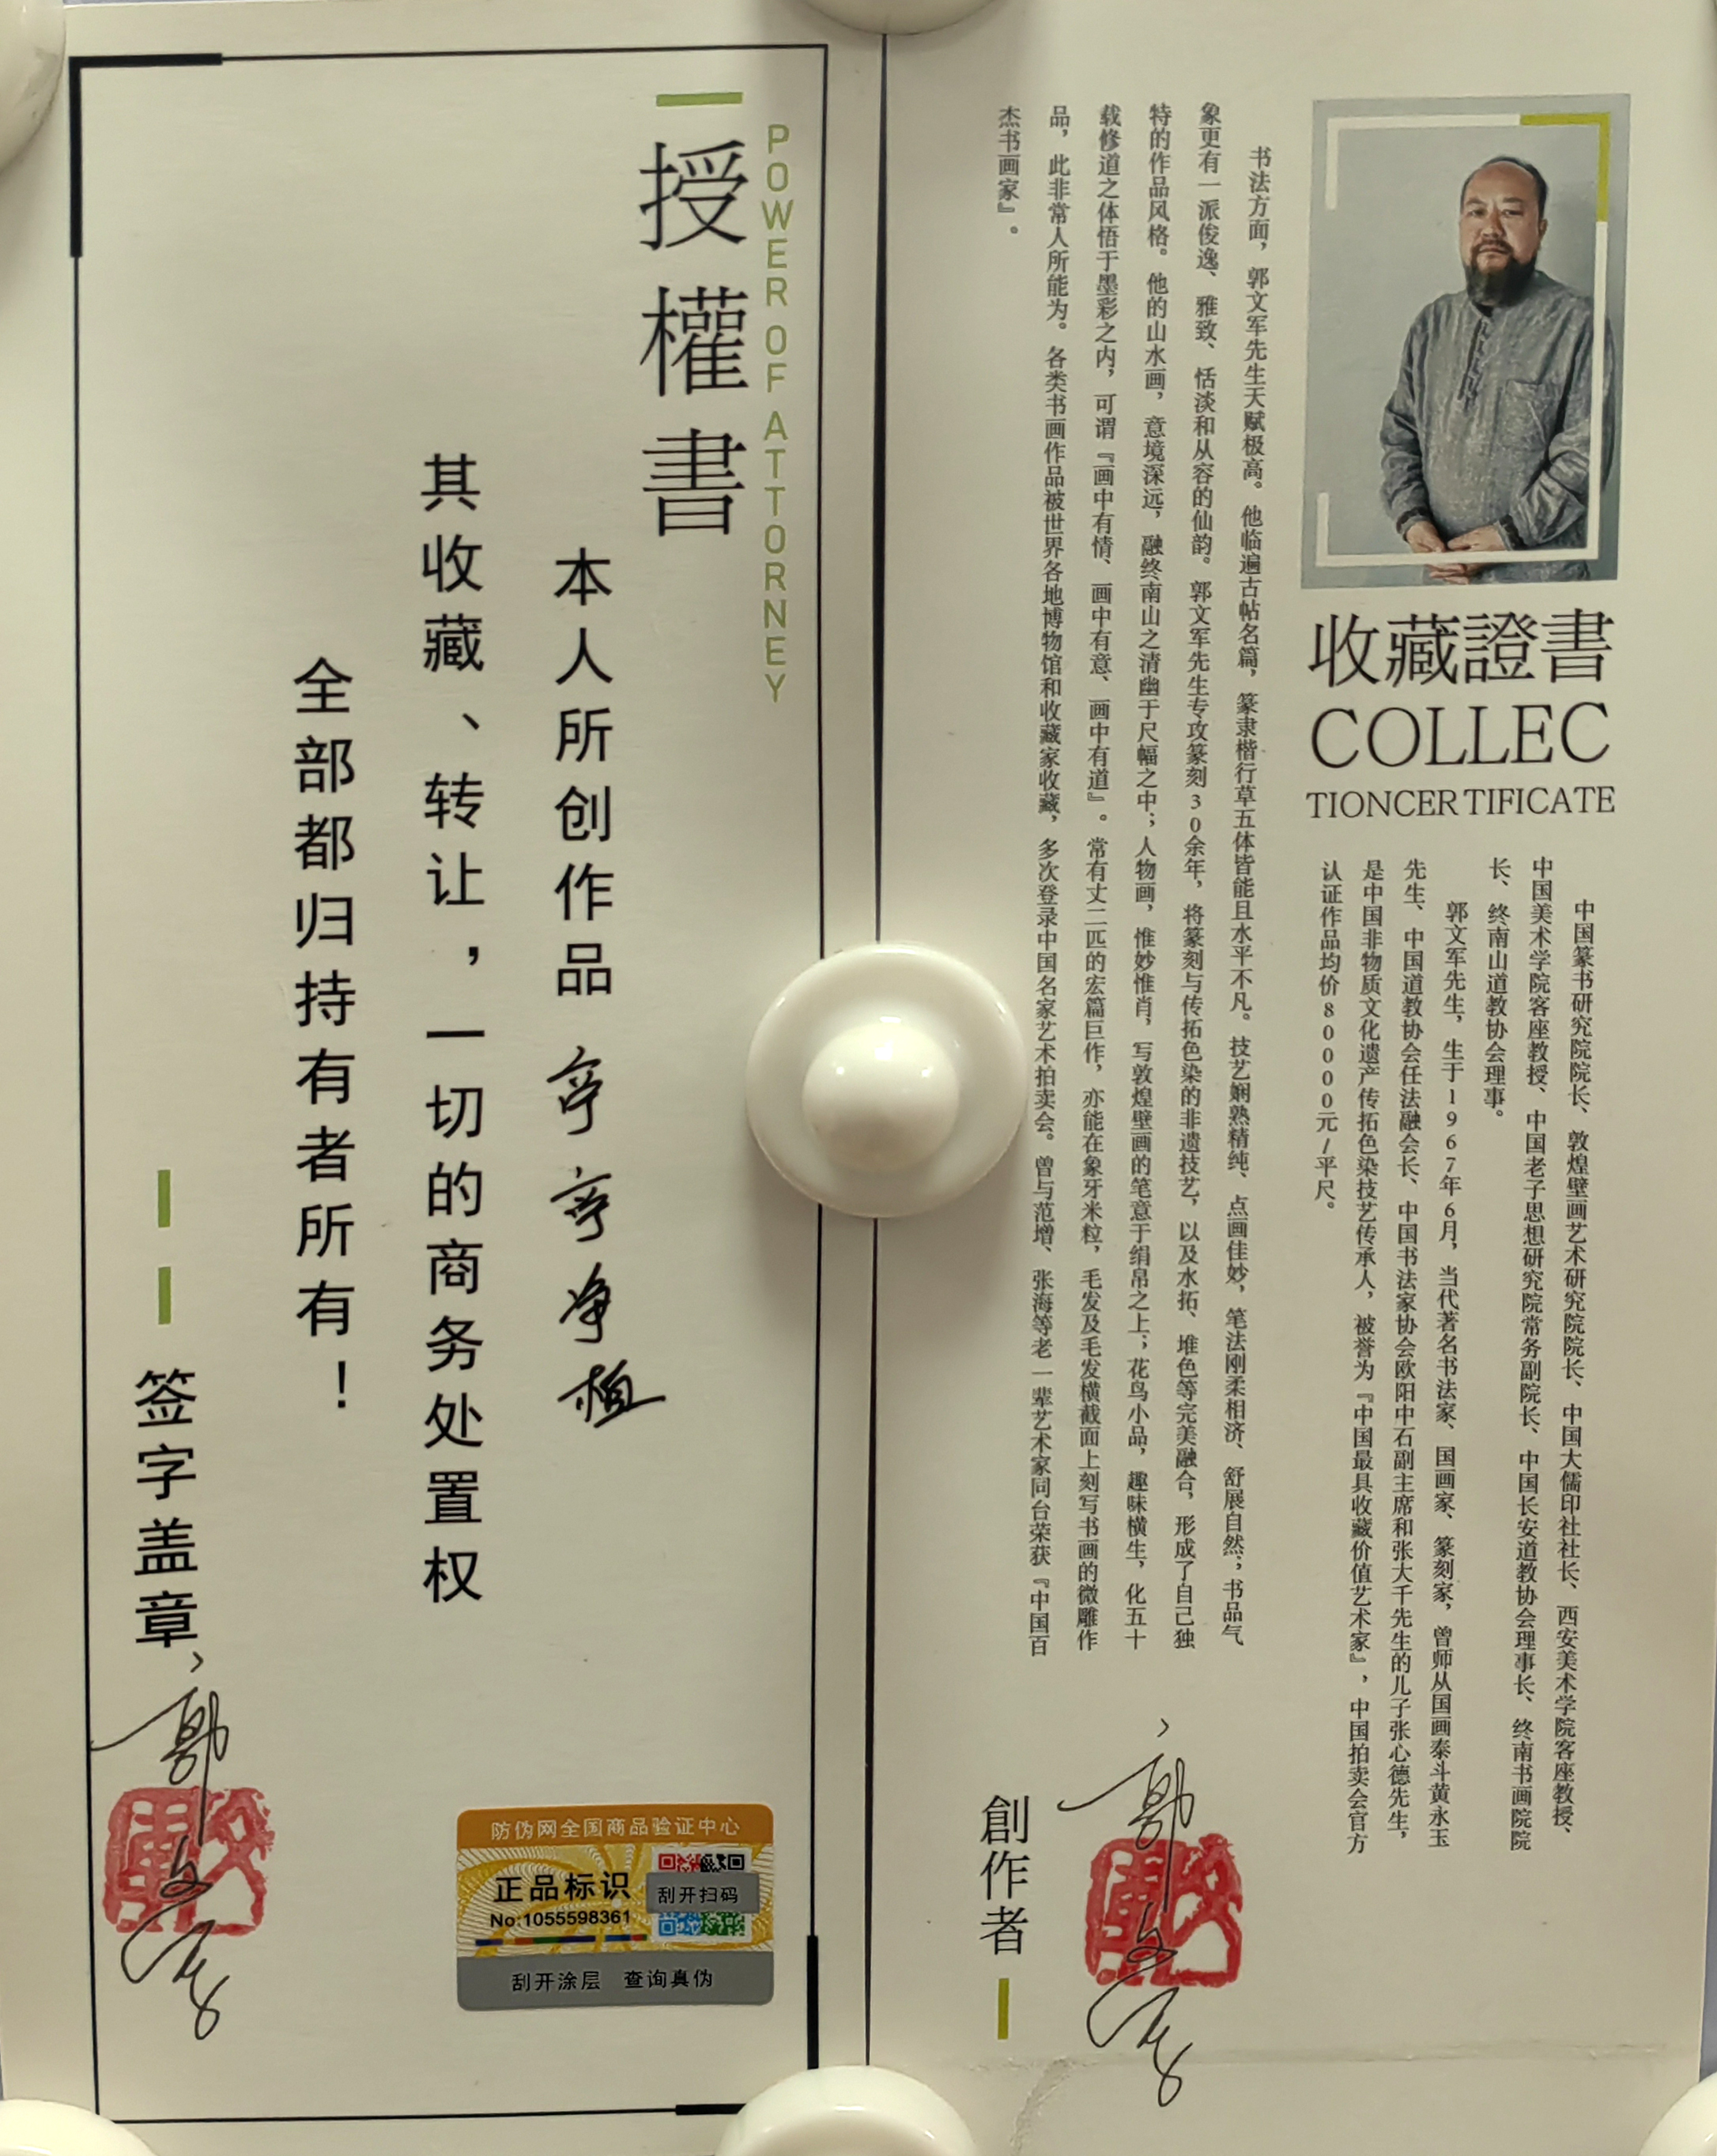 收藏證書
COLLEC
TIONCERTIFICATE
中国篆书研究院院长、敦煌壁画艺术研究院院长、中国大儒印社社长、西安美术学院客座教授、
中国美术学院客座教授、中国老子思想研究院常务副院长、中国长安道教协会理事长、终南书画院院
长、终南山道教协会理事。
郭文军先生，生于1967年6月，当代著名书法家、国画家、篆刻家，曾师从国画泰斗黄永玉
先生、中国道教协会任法融会长、中国书法家协会欧阳中石副主席和张大千先生的儿子张心德先生，
是中国非物质文化遗产传拓色染技艺传承人，被誉为『中国最具收藏价值艺术家』，中国拍卖会官方
认证作品均价80000元/平尺。
书法方面，郭文军先生天赋极高。他临遍古帖名篇，篆隶楷行草五体皆能且水平不凡。技艺娴熟精纯、点画佳妙，笔法刚柔相济、舒展自然；书品气
象更有一派俊逸、雅致、恬淡和从容的仙韵。郭文军先生专攻篆刻30余年，将篆刻与传拓色染的非遗技艺，以及水拓、堆色等完美融合，形成了自己独
特的作品风格。他的山水画，意境深远，融终南山之清幽于尺幅之中；人物画，惟妙惟肖，写敦煌壁画的笔意于绢帛之上；花鸟小品，趣味横生，化五十
载修道之体悟于墨彩之内，可谓『画中有情、画中有意、画中有道』。常有丈二匹的宏篇巨作，亦能在象牙米粒，毛发及毛发横截面上刻写书画的微雕作
品，此非常人所能为。各类书画作品被世界各地博物馆和收藏家收藏，多次登录中国名家艺术拍卖会。曾与范增、张海等老一辈艺术家同台荣获『中国百
杰书画家』。
創作者
郭文军
POWER OF ATTORNEY
授權書
本人所创作品
其收藏、转让，一切的商务处置权
全部都归持有者所有！
签字盖章
郭文军
防伪网全国商品验证中心
正品标识
No:1055598361
刮开扫码
刮开涂层 查询真伪